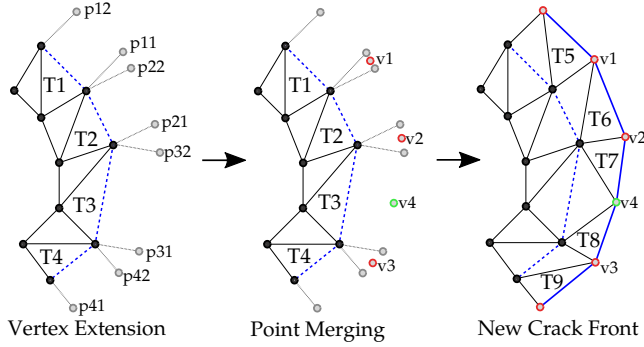 p12
p11
p22
T1
T2
p21
p32
T3
T4
p31
p42
p41
Vertex Extension
v1
T1
T2
v2
T3
v4
T4
v3
Point Merging
T5
v1
T6
v2
T7
v4
T8
v3
T9
New Crack Front